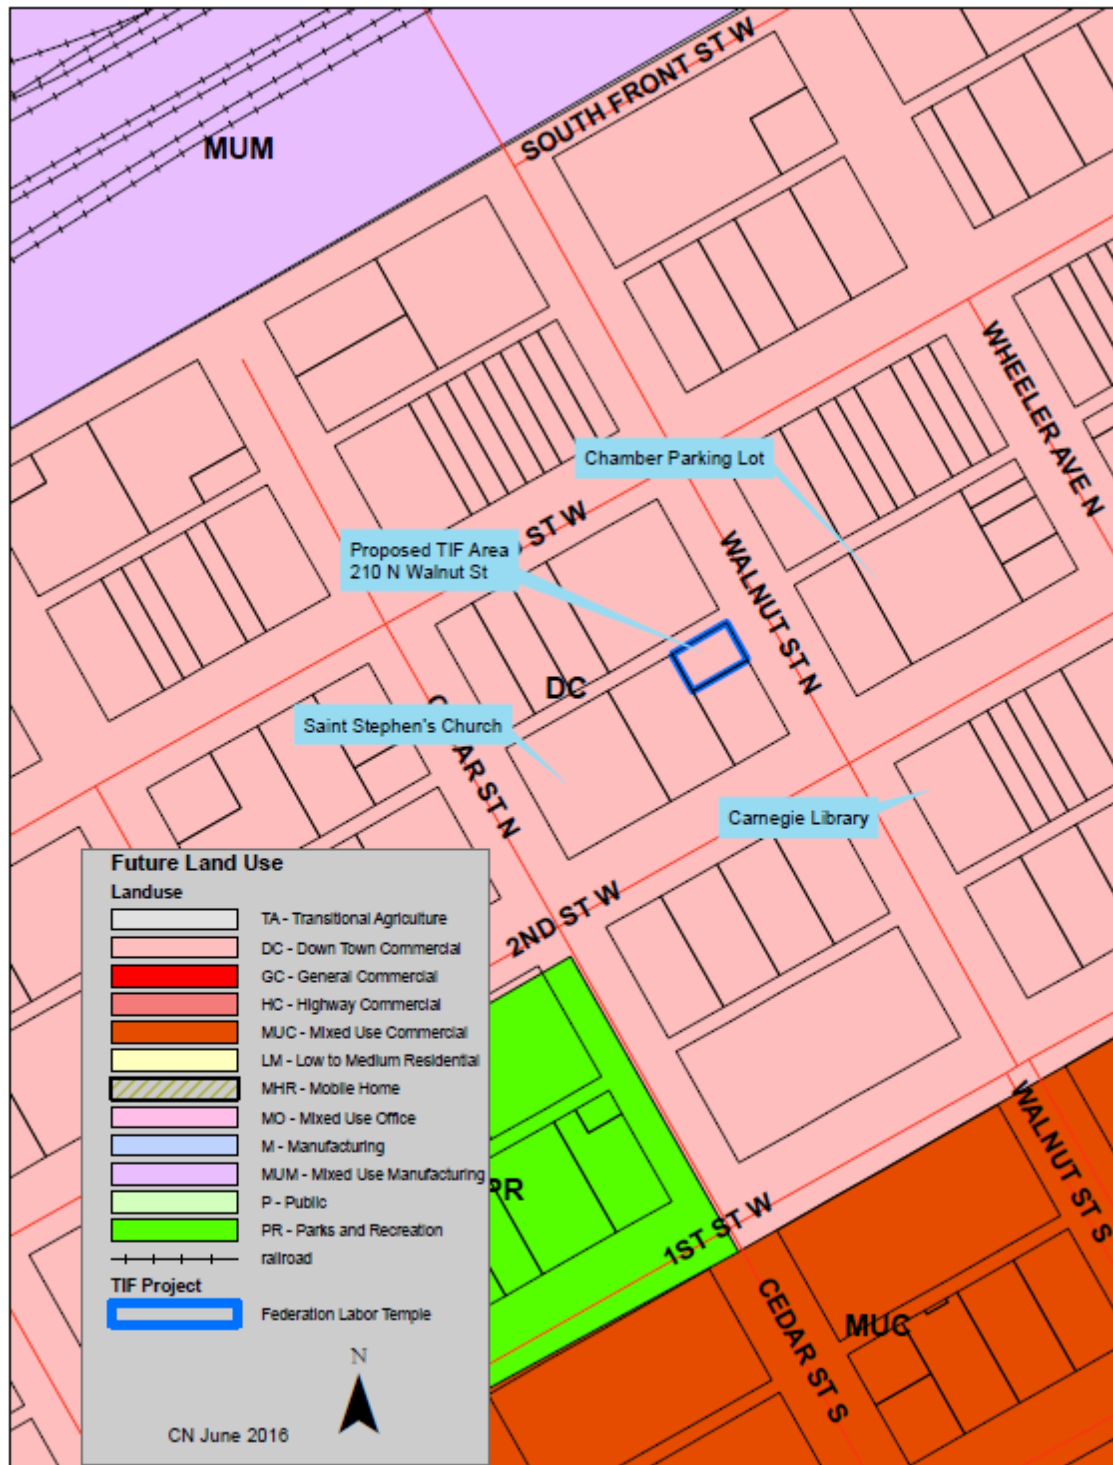 SOUTH FRONT ST W
MUM
WHEELER AVE N
Chamber Parking Lot
ST W
Proposed TIF Area
210 N Walnut St
WALNUT ST N
DC
Saint Stephen's Church
AR ST N
Carnegie Library
2ND ST W
Future Land Use
Landuse
TA - Transitional Agriculture
DC - Down Town Commercial
GC - General Commercial
HC - Highway Commercial
MUC - Mixed Use Commercial
LM - Low to Medium Residential
MHR - Mobile Home
MO - Mixed Use Office
M - Manufacturing
MUM - Mixed Use Manufacturing
P - Public
PR - Parks and Recreation
railroad
TIF Project
Federation Labor Temple
N
CN June 2016
PR
1ST ST W
WALNUT ST S
CEDAR ST S
MUC